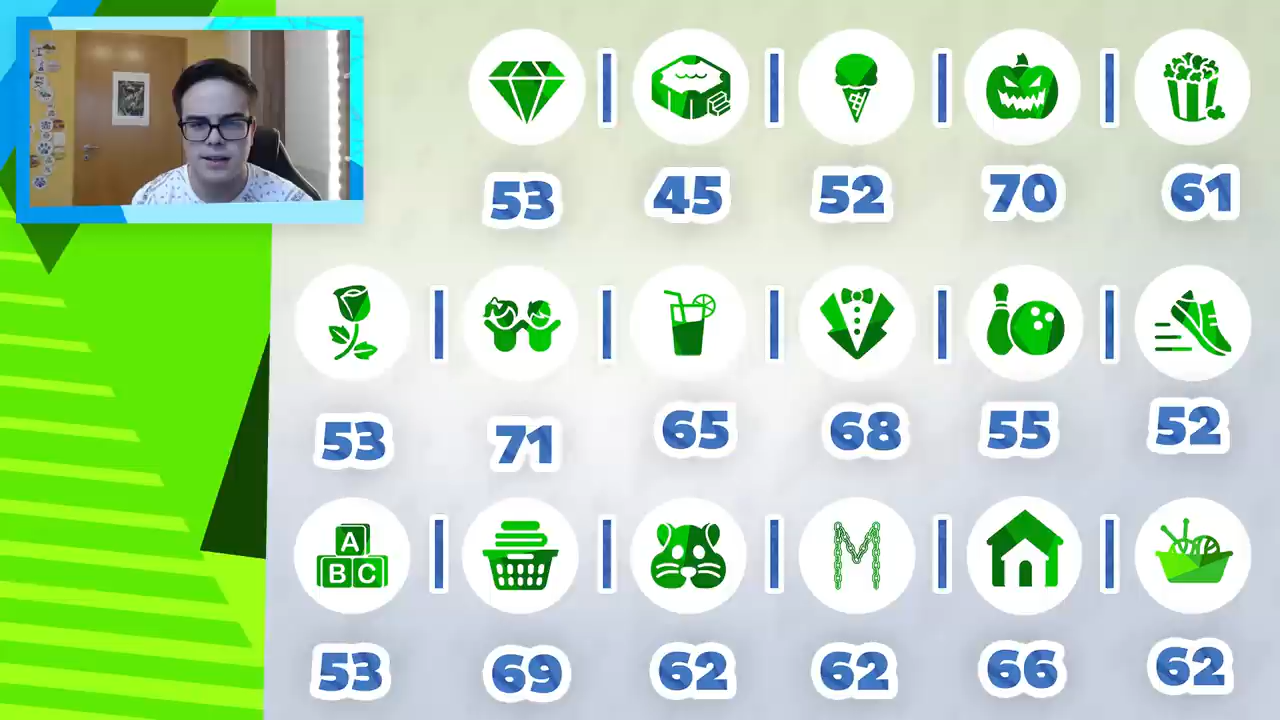 53 45 52 70 61
53 71 65 68 55 52
A
B C
M
53 69 62 62 66 62